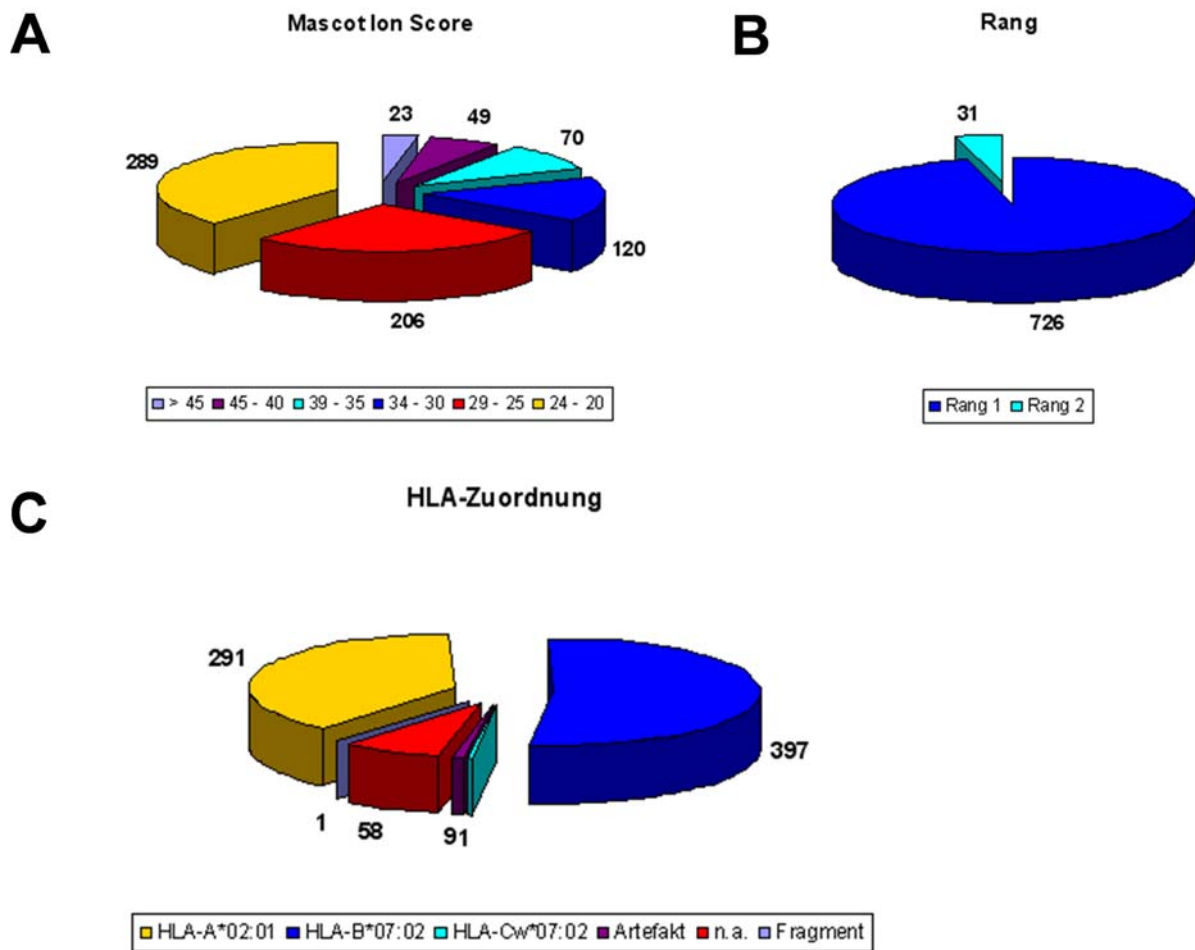 A
Mascot Ion Score
23
49
70
289
120
206
> 45 45 - 40 39 - 35 34 - 30 29 - 25 24 - 20
B
Rang
31
726
Rang 1 Rang 2
C
HLA-Zuordnung
291
397
1
58
91
HLA-A*02:01 HLA-B*07:02 HLA-Cw*07:02 Artefakt n.a. Fragment